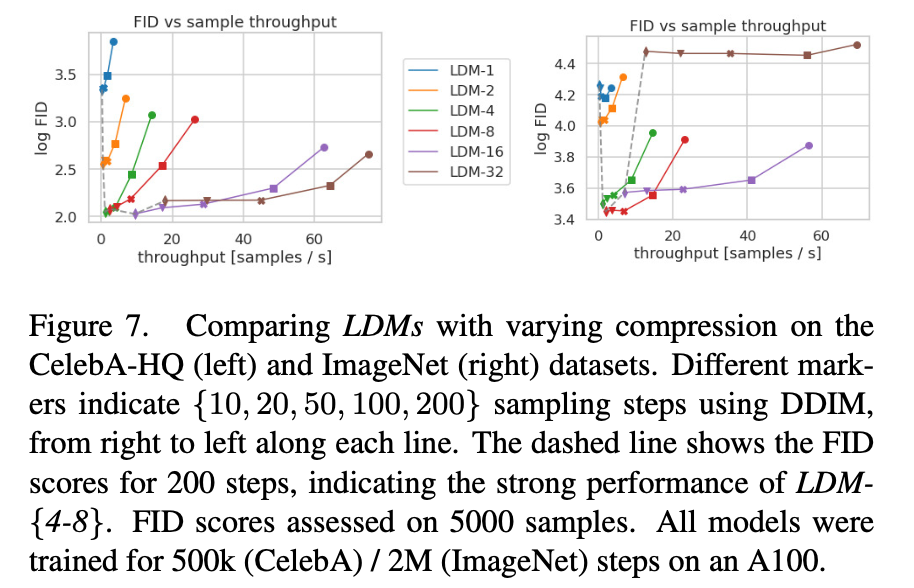 FID vs sample throughput
log FID
3.5
3.0
2.5
2.0
0
20
40
60
throughput [samples / s]
LDM-1
LDM-2
LDM-4
LDM-8
LDM-16
LDM-32
FID vs sample throughput
log FID
4.4
4.2
4.0
3.8
3.6
3.4
0
20
40
60
throughput [samples / s]
Figure 7. Comparing LDMs with varying compression on the
CelebA-HQ (left) and ImageNet (right) datasets. Different mark-
ers indicate {10, 20, 50, 100, 200} sampling steps using DDIM,
from right to left along each line. The dashed line shows the FID
scores for 200 steps, indicating the strong performance of LDM-
{4-8}. FID scores assessed on 5000 samples. All models were
trained for 500k (CelebA) / 2M (ImageNet) steps on an A100.